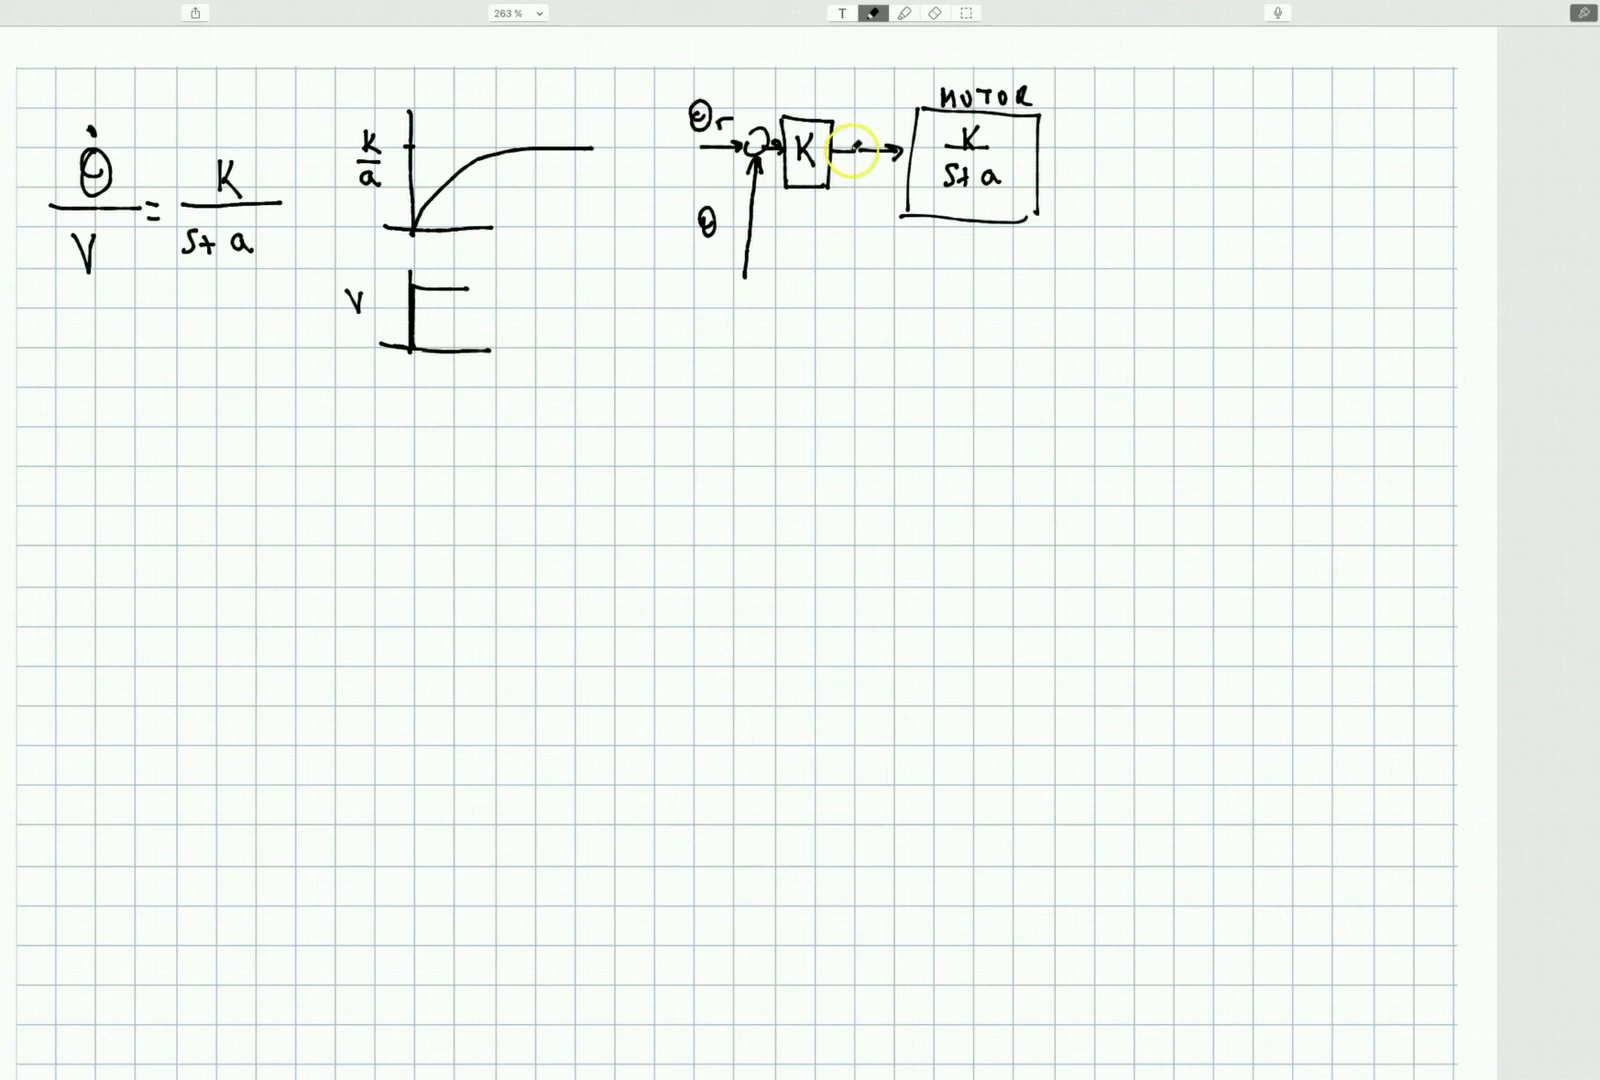 263 %
T
θ̇
V
=
K
s+a
K
a
V
θr
θ
K
MOTOR
K
s+a